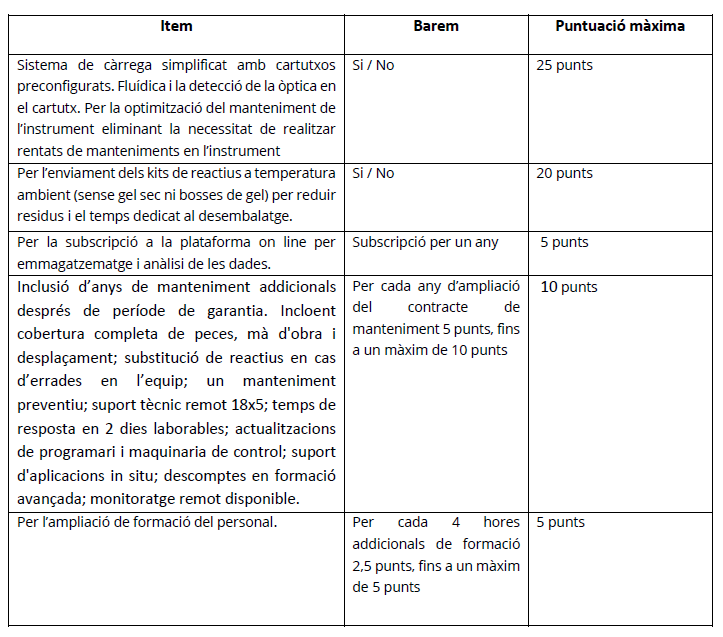 Item
Barem
Puntuació màxima
Sistema de càrrega simplificat amb cartutxos
preconfigurats. Fluídica i la detecció de la òptica en
el cartutx. Per la optimització del manteniment de
l’instrument eliminant la necessitat de realitzar
rentats de manteniments en l’instrument
Si / No
25 punts
Per l’enviament dels kits de reactius a temperatura
ambient (sense gel sec ni bosses de gel) per reduir
residus i el temps dedicat al desembalatge.
Si / No
20 punts
Per la subscripció a la plataforma on line per
emmagatzematge i anàlisi de les dades.
Subscripció per un any
5 punts
Inclusió d’anys de manteniment addicionals
després de període de garantia. Incloent
cobertura completa de peces, mà d'obra i
desplaçament; substitució de reactius en cas
d’errades en l’equip; un manteniment
preventiu; suport tècnic remot 18x5; temps de
resposta en 2 dies laborables; actualitzacions
de programari i maquinaria de control; suport
d'aplicacions in situ; descomptes en formació
avançada; monitoratge remot disponible.
Per cada any d’ampliació
del contracte de
manteniment 5 punts, fins
a un màxim de 10 punts
10 punts
Per l’ampliació de formació del personal.
Per cada 4 hores
addicionals de formació
2,5 punts, fins a un màxim
de 5 punts
5 punts